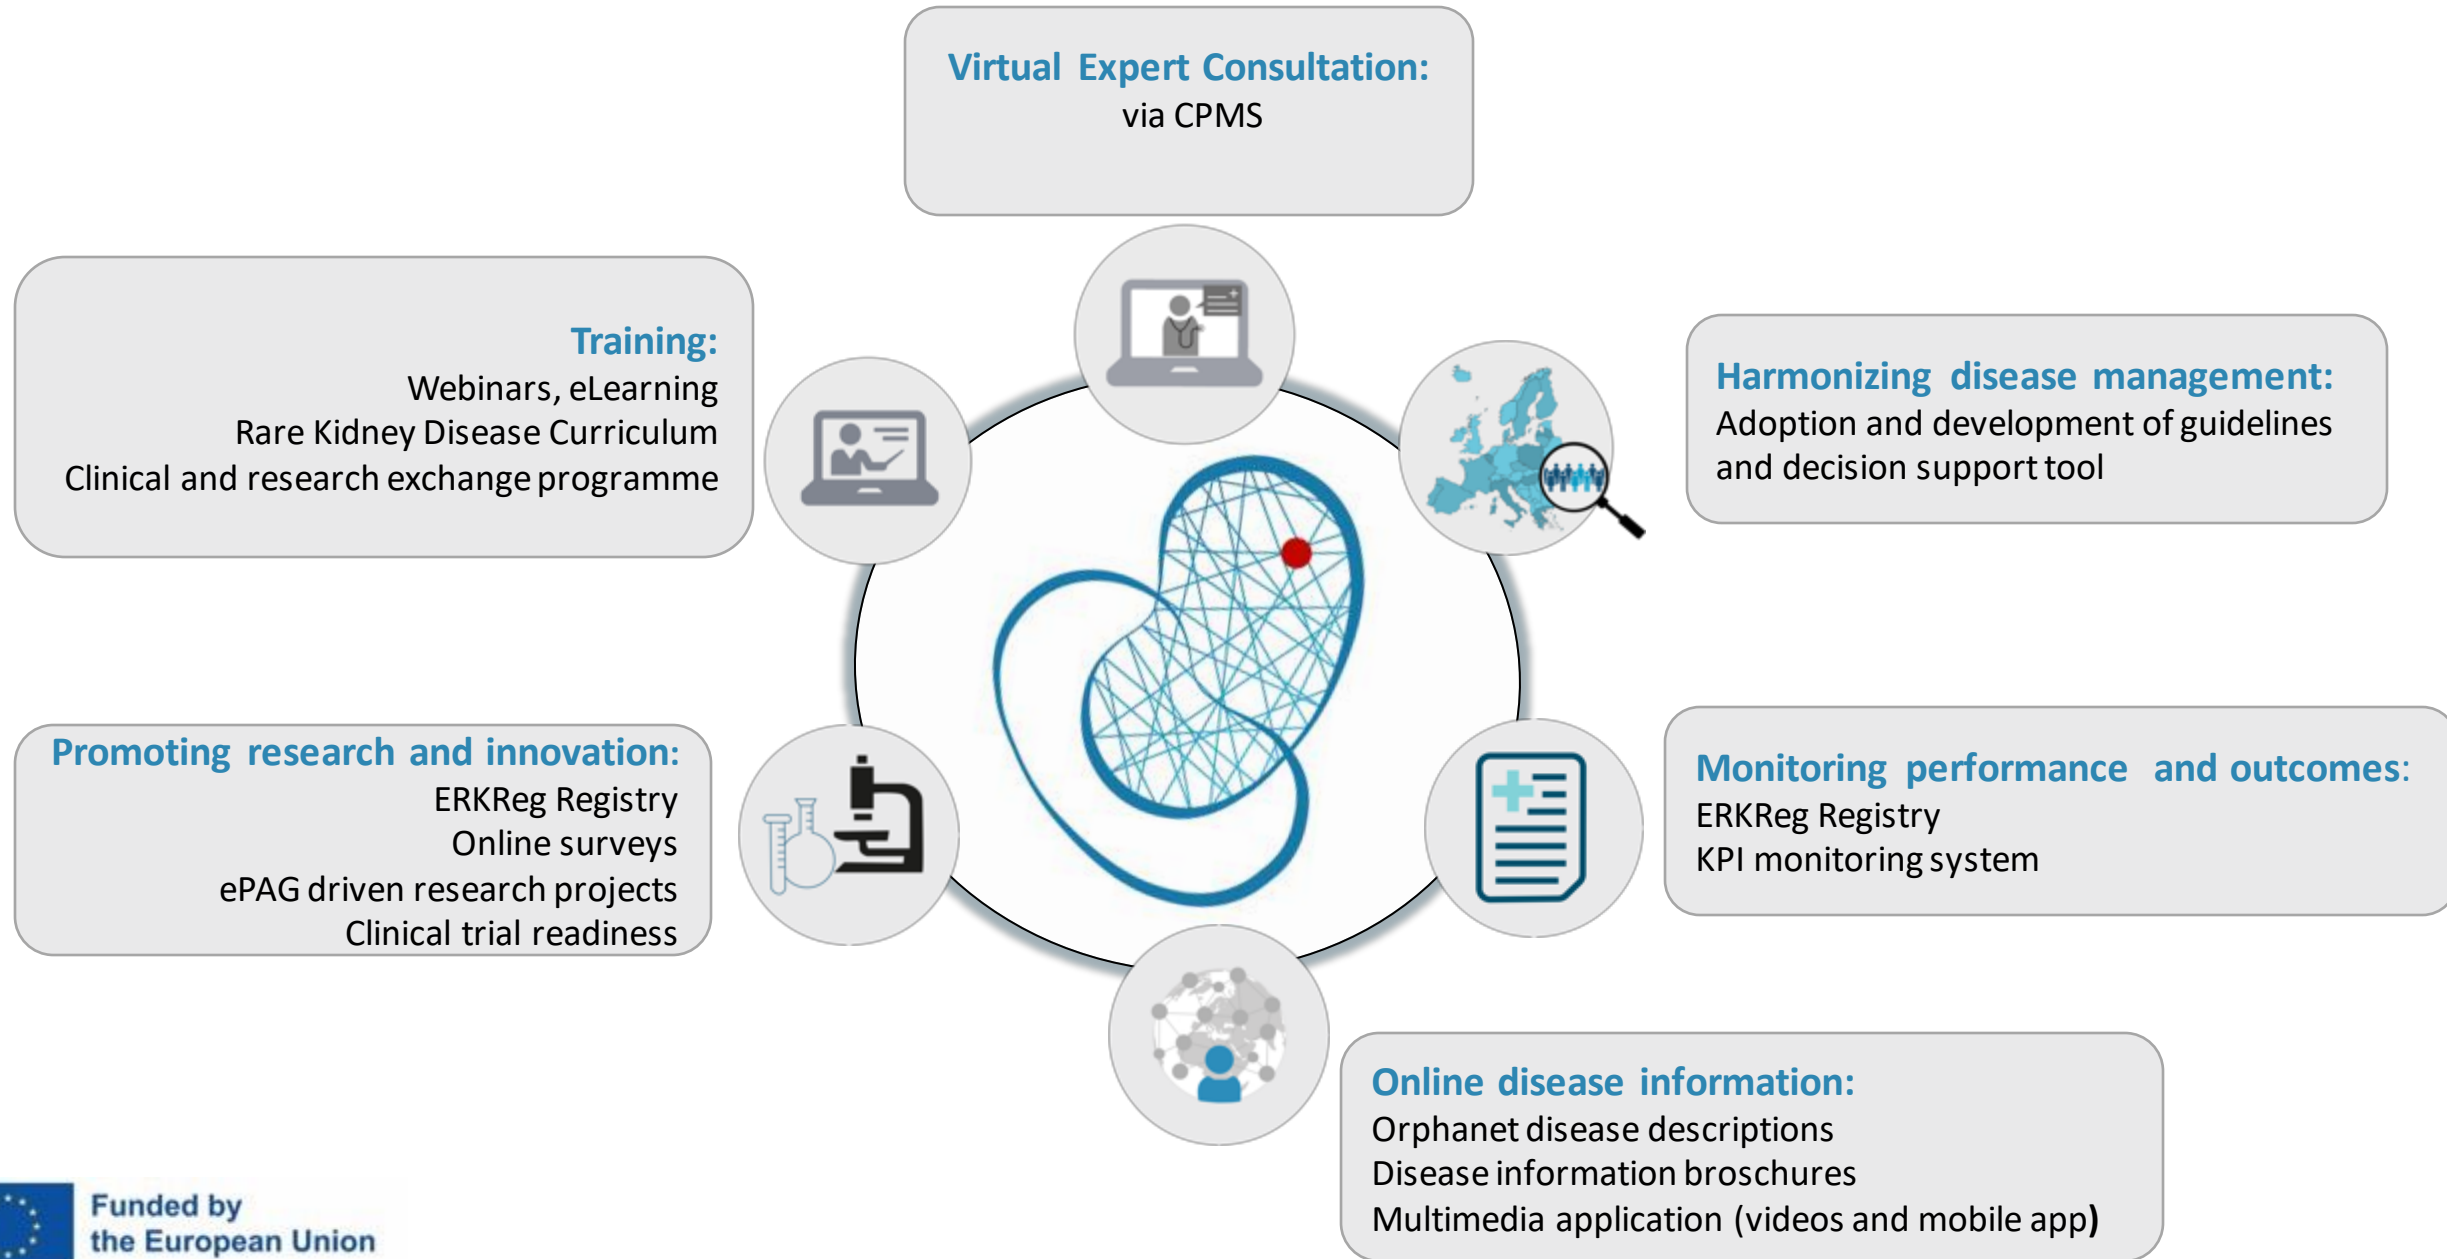 Virtual Expert Consultation:
via CPMS
Training:
Webinars, eLearning
Rare Kidney Disease Curriculum
Clinical and research exchange programme
Harmonizing disease management:
Adoption and development of guidelines
and decision support tool
Promoting research and innovation:
ERKReg Registry
Online surveys
ePAG driven research projects
Clinical trial readiness
Monitoring performance and outcomes:
ERKReg Registry
KPI monitoring system
Online disease information:
Orphanet disease descriptions
Disease information broschures
Multimedia application (videos and mobile app)
Funded by
the European Union